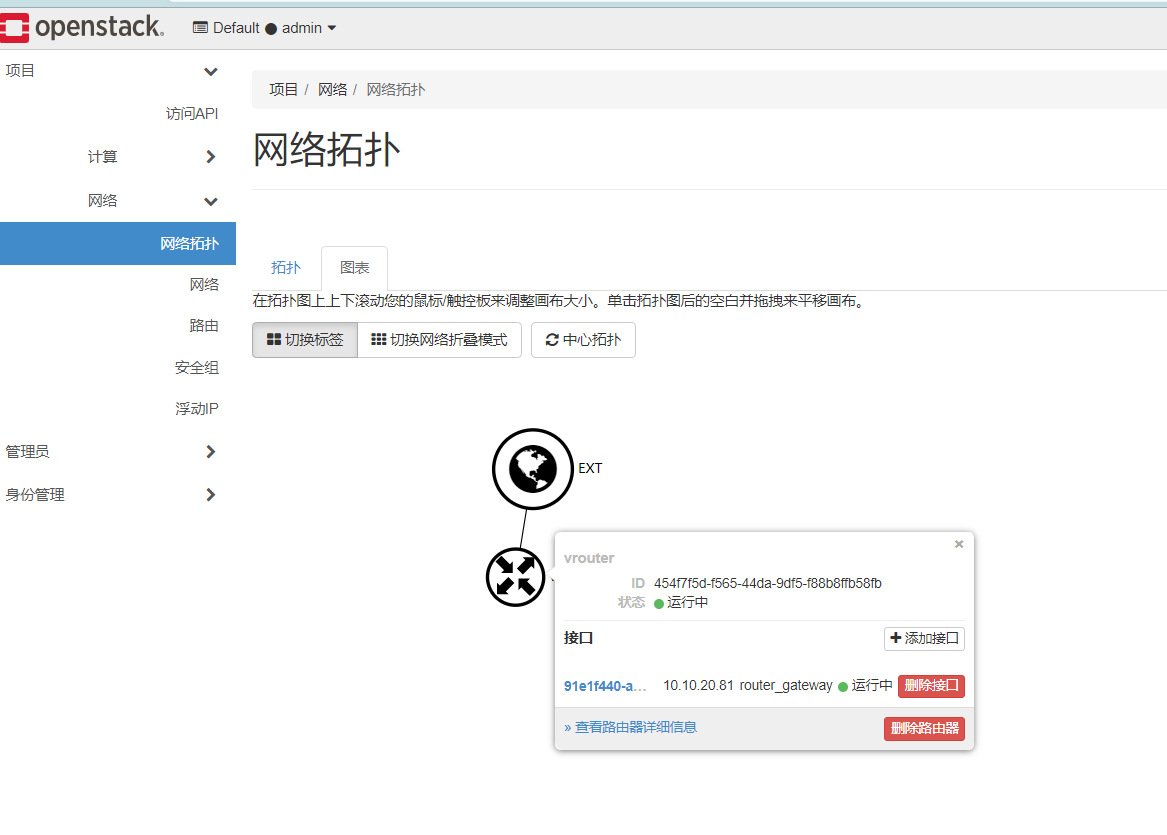 openstack. Default ● admin
项目
访问API
计算
网络
网络拓扑
网络
路由
安全组
浮动IP
管理员
身份管理
项目 / 网络 / 网络拓扑
网络拓扑
拓扑 图表
在拓扑图上上下滚动您的鼠标/触控板来调整画布大小。单击拓扑图后的空白并拖拽来平移画布。
切换标签 切换网络折叠模式 中心拓扑
EXT
vrouter ×
ID 454f7f5d-f565-44da-9df5-f88b8ffb58fb
状态 运行中
接口 添加接口
91e1f440-a... 10.10.20.81 router_gateway 运行中 删除接口
» 查看路由器详细信息 删除路由器